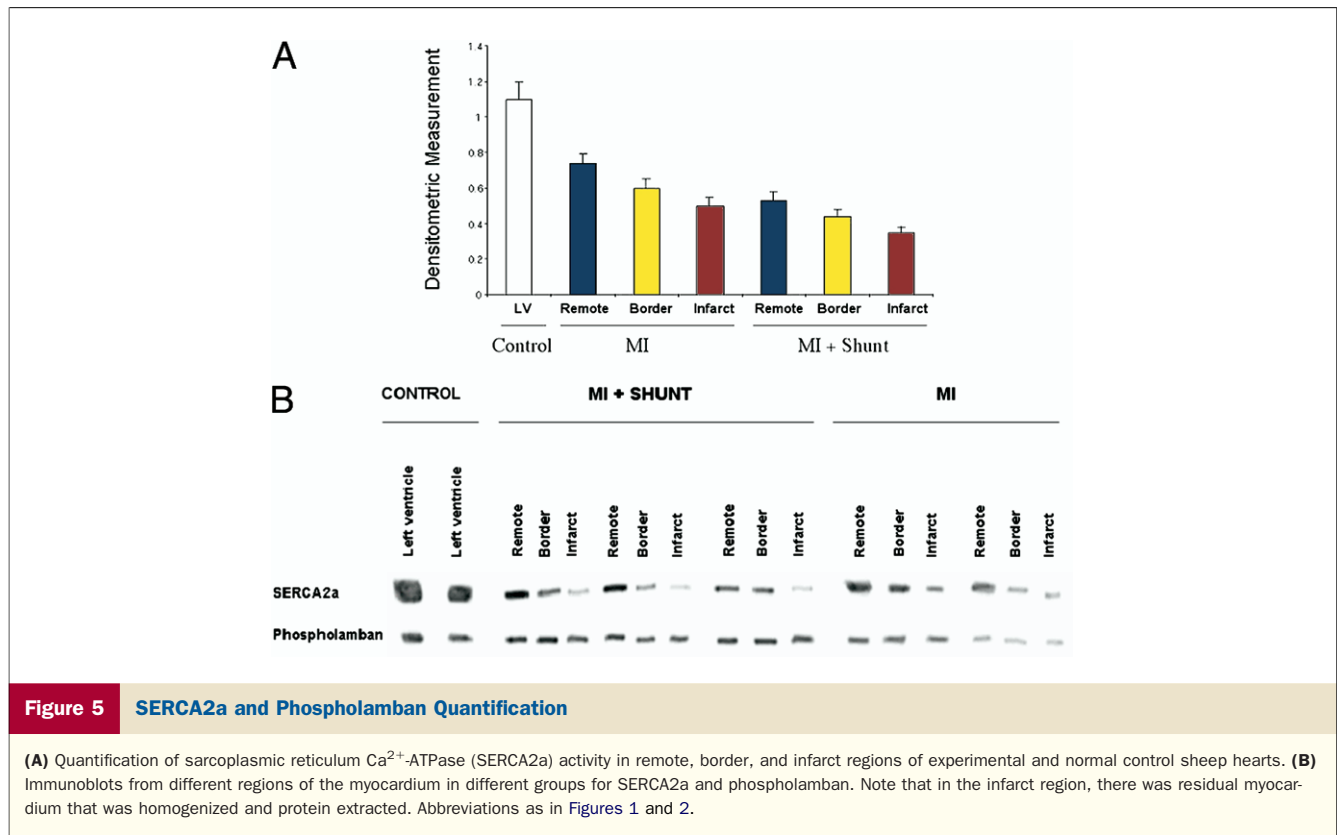 A
Densitometric Measurement
1.4
1.2
1
0.8
0.6
0.4
0.2
0
LV Remote Border Infarct Remote Border Infarct
Control MI MI + Shunt
B
CONTROL MI + SHUNT MI
Left ventricle Left ventricle Remote Border Infarct Remote Border Infarct Remote Border Infarct Remote Border Infarct Remote Border Infarct
SERCA2a
Phospholamban
Figure 5 SERCA2a and Phospholamban Quantification
(A) Quantification of sarcoplasmic reticulum Ca²⁺-ATPase (SERCA2a) activity in remote, border, and infarct regions of experimental and normal control sheep hearts. (B)
Immunoblots from different regions of the myocardium in different groups for SERCA2a and phospholamban. Note that in the infarct region, there was residual myocar-
dium that was homogenized and protein extracted. Abbreviations as in Figures 1 and 2.